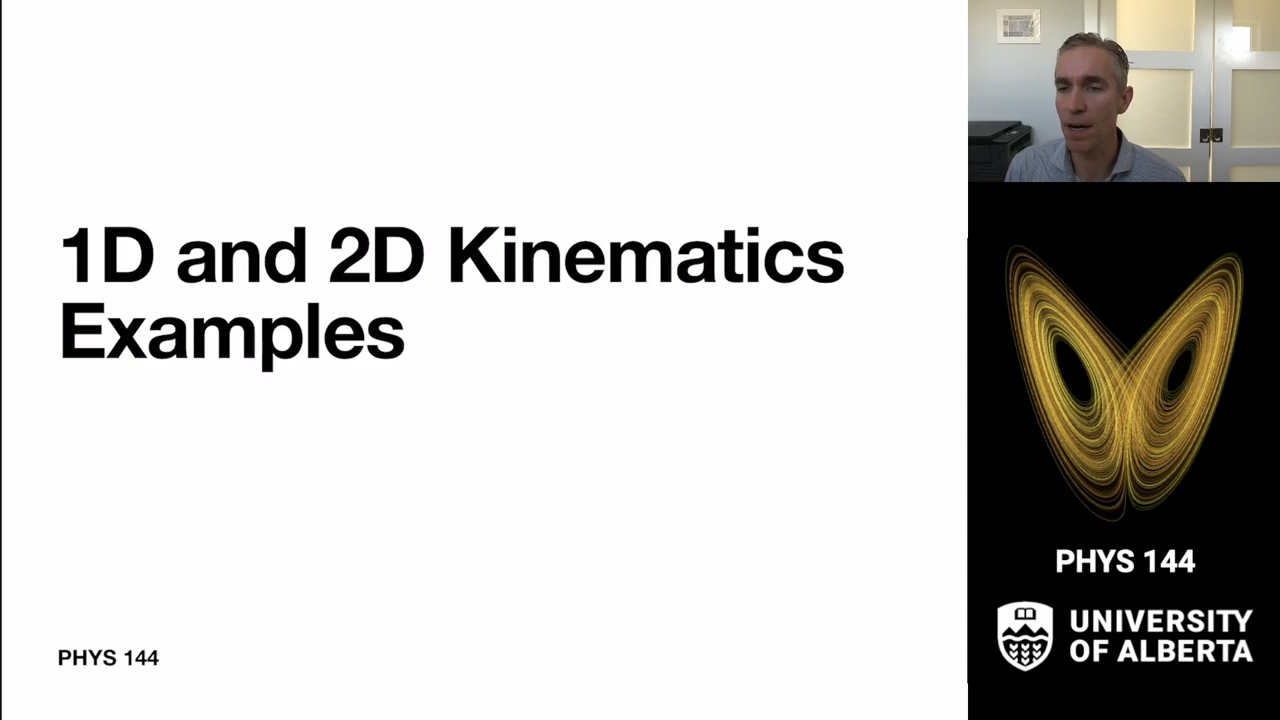 1D and 2D Kinematics
Examples
PHYS 144
PHYS 144
UNIVERSITY
OF ALBERTA